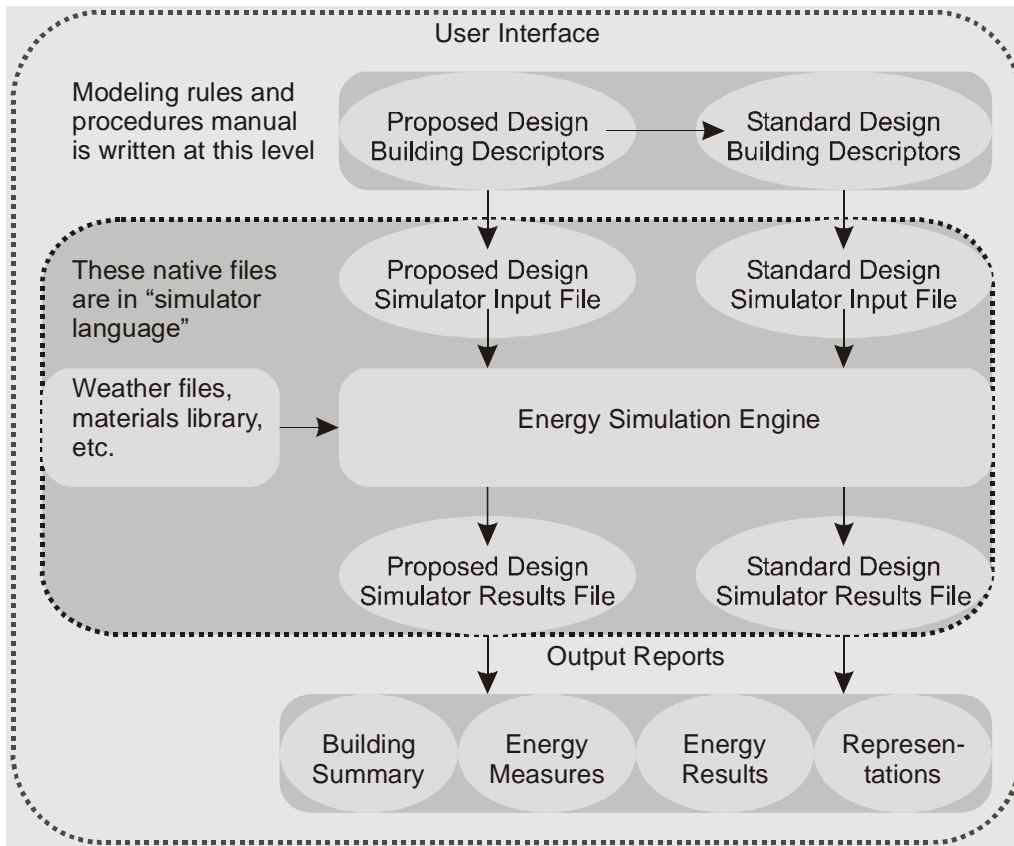 User Interface
Modeling rules and
procedures manual
is written at this level
Proposed Design
Building Descriptors
Standard Design
Building Descriptors
These native files
are in “simulator
language”
Proposed Design
Simulator Input File
Standard Design
Simulator Input File
Weather files,
materials library,
etc.
Energy Simulation Engine
Proposed Design
Simulator Results File
Standard Design
Simulator Results File
Output Reports
Building
Summary
Energy
Measures
Energy
Results
Represen-
tations